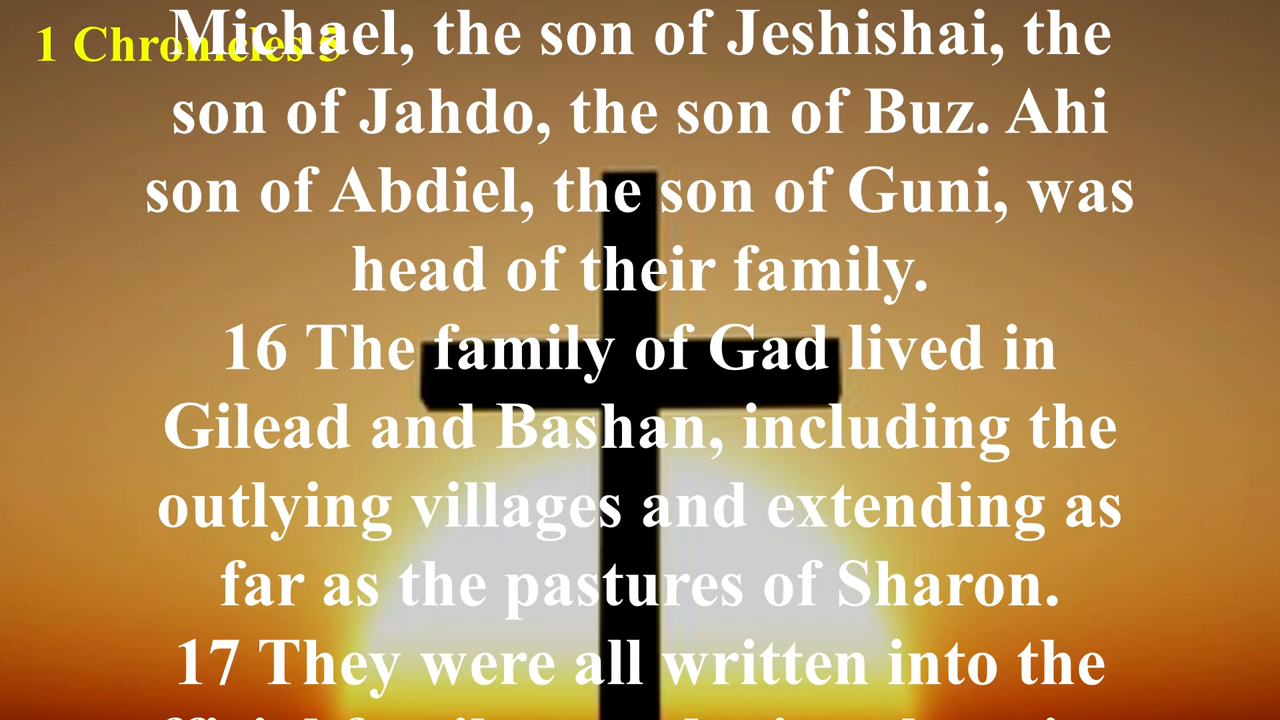 1 Chronicles 5
Michael, the son of Jeshishai, the
son of Jahdo, the son of Buz. Ahi
son of Abdiel, the son of Guni, was
head of their family.
16 The family of Gad lived in
Gilead and Bashan, including the
outlying villages and extending as
far as the pastures of Sharon.
17 They were all written into the